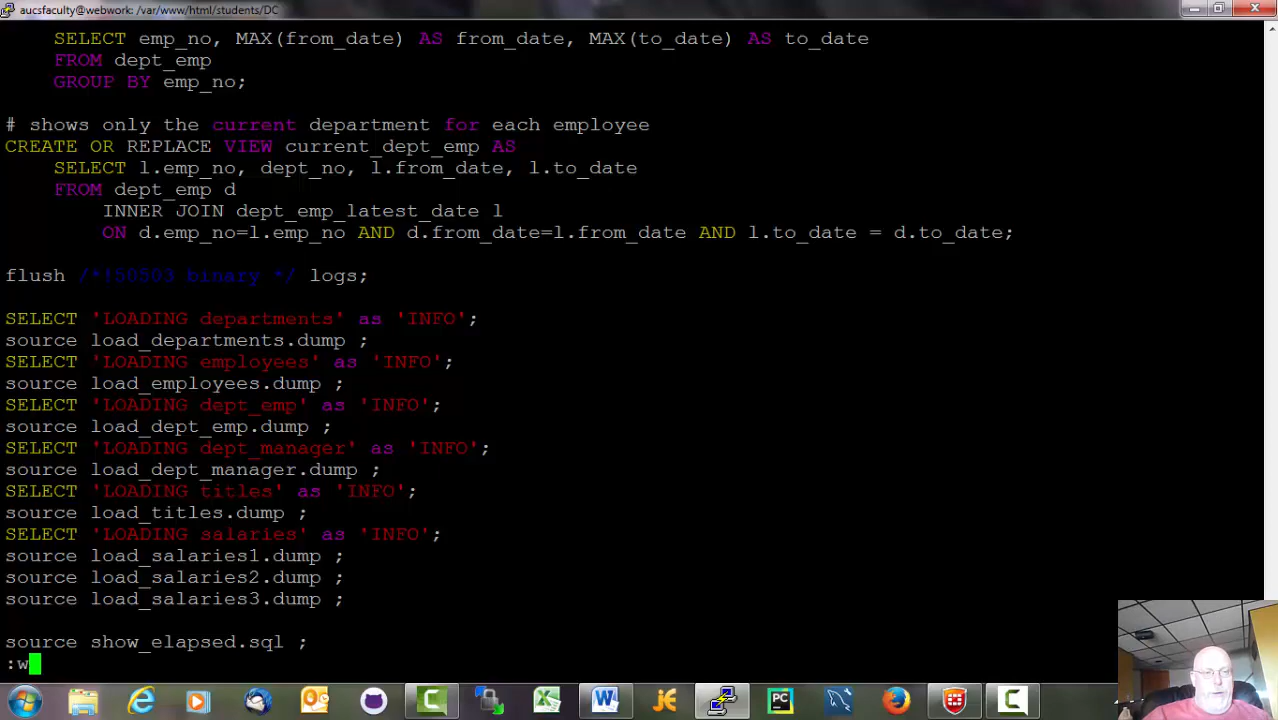 aucsfaculty@webwork: /var/www/html/students/DC
SELECT emp_no, MAX(from_date) AS from_date, MAX(to_date) AS to_date
FROM dept_emp
GROUP BY emp_no;
# shows only the current department for each employee
CREATE OR REPLACE VIEW current_dept_emp AS
SELECT l.emp_no, dept_no, l.from_date, l.to_date
FROM dept_emp d
INNER JOIN dept_emp_latest_date l
ON d.emp_no=l.emp_no AND d.from_date=l.from_date AND l.to_date = d.to_date;
flush /*!50503 binary */ logs;
SELECT 'LOADING departments' as 'INFO';
source load_departments.dump ;
SELECT 'LOADING employees' as 'INFO';
source load_employees.dump ;
SELECT 'LOADING dept_emp' as 'INFO';
source load_dept_emp.dump ;
SELECT 'LOADING dept_manager' as 'INFO';
source load_dept_manager.dump ;
SELECT 'LOADING titles' as 'INFO';
source load_titles.dump ;
SELECT 'LOADING salaries' as 'INFO';
source load_salaries1.dump ;
source load_salaries2.dump ;
source load_salaries3.dump ;
source show_elapsed.sql ;
:w